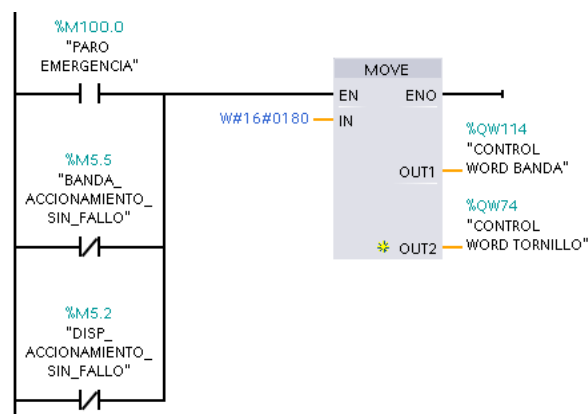 %M100.0
"PARO
EMERGENCIA"
MOVE
EN ENO
W#16#0180 IN
%QW114
"CONTROL
OUT1 WORD BANDA"
%M5.5
"BANDA_
ACCIONAMIENTO_
SIN_FALLO"
%QW74
"CONTROL
OUT2 WORD TORNILLO"
%M5.2
"DISP_
ACCIONAMIENTO_
SIN_FALLO"